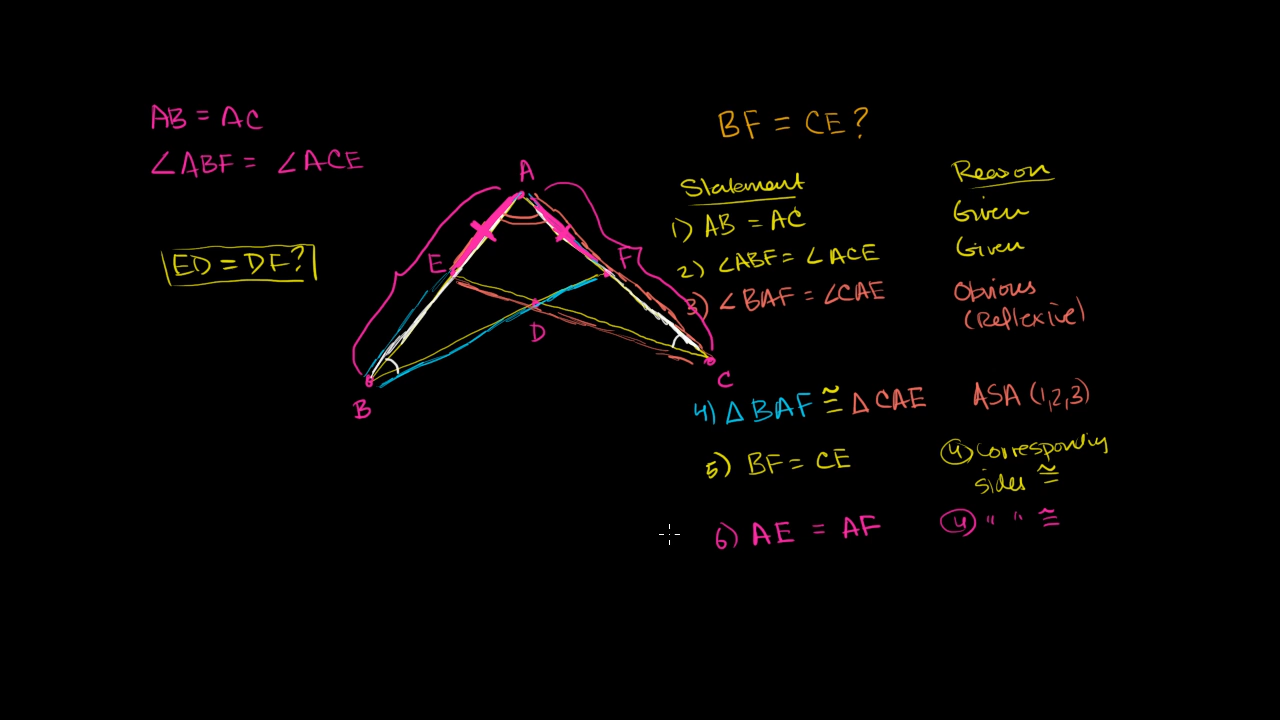 AB = AC
∠ABF = ∠ACE
ED = DF?
A
E
F
D
B
C
BF = CE?
Statement Reason
1) AB = AC Given
2) ∠ABF = ∠ACE Given
3) ∠BAF = ∠CAE Obvious
(Reflexive)
4) △BAF ≅ △CAE ASA (1,2,3)
5) BF = CE ④ corresponding
sides ≅
6) AE = AF ④ " " ≅